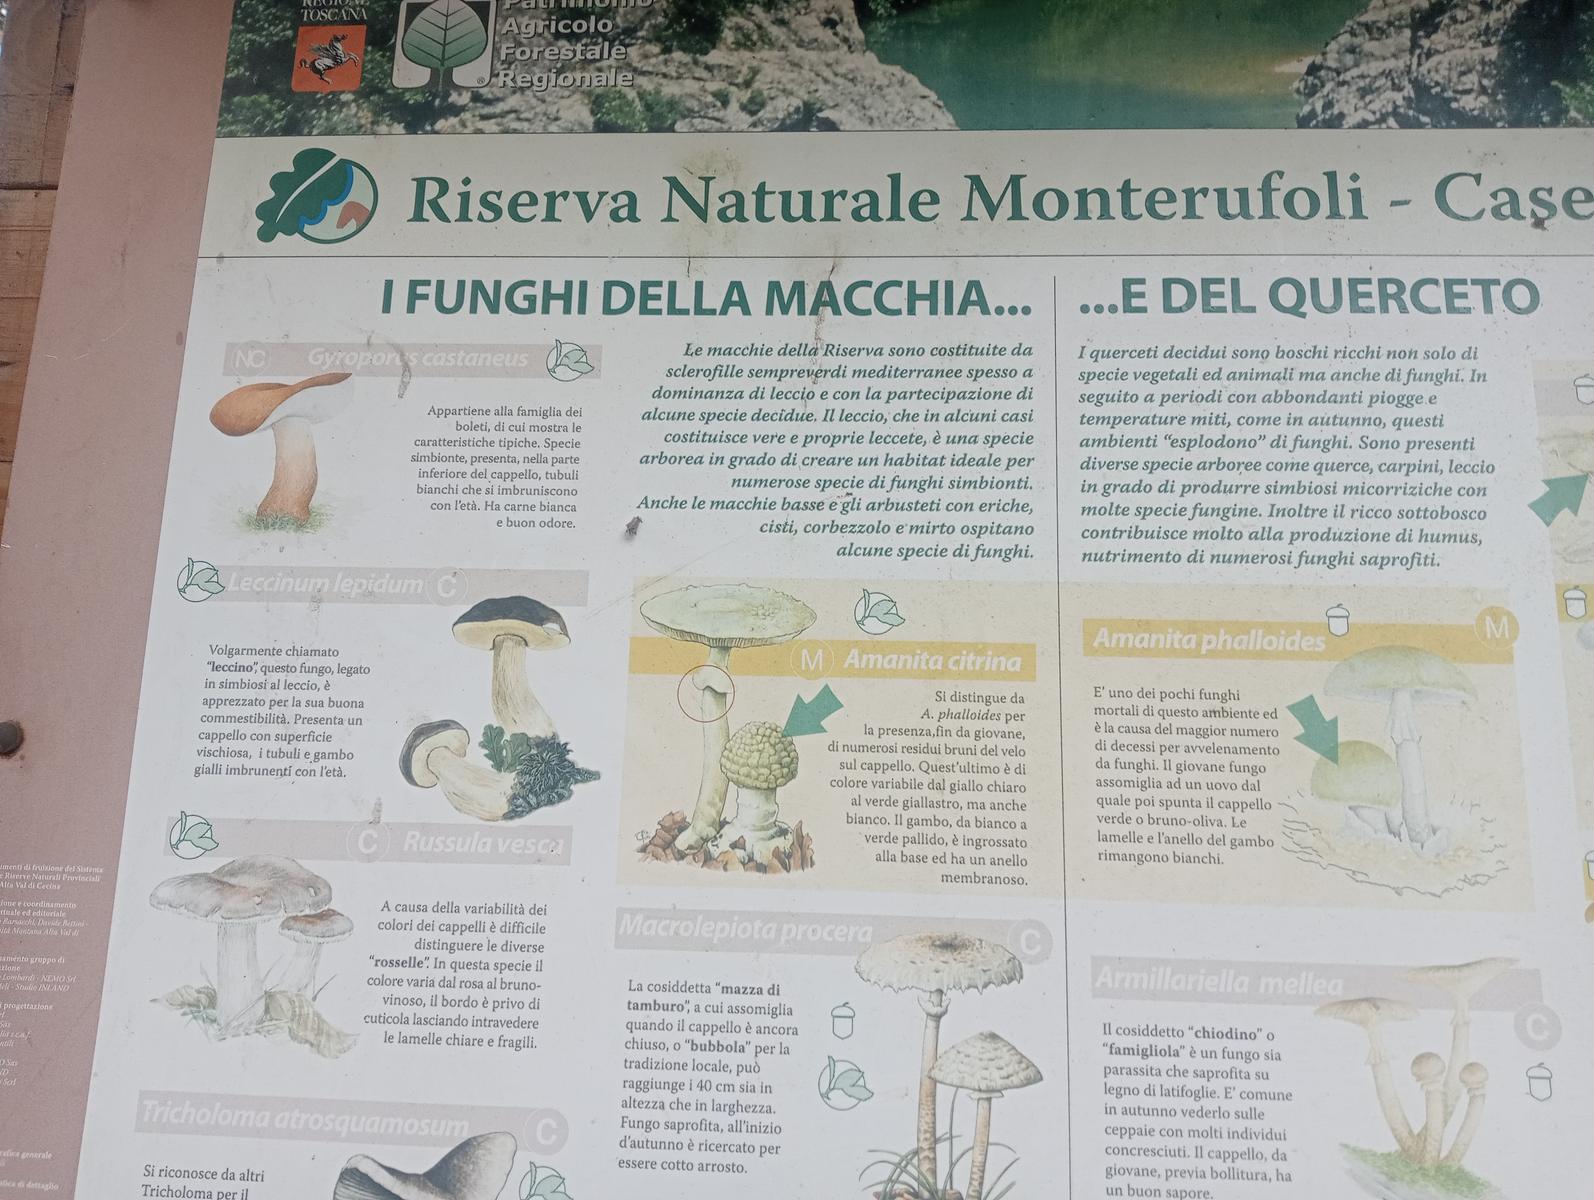 TOSCANA
Agricolo
Forestale
Regionale
Riserva Naturale Monterufoli - Case
I FUNGHI DELLA MACCHIA...
Le macchie della Riserva sono costituite da
sclerofille sempreverdi mediterranee spesso a
dominanza di leccio e con la partecipazione di
alcune specie decidue. Il leccio, che in alcuni casi
costituisce vere e proprie leccete, è una specie
arborea in grado di creare un habitat ideale per
numerose specie di funghi simbionti.
Anche le macchie basse e gli arbusteti con eriche,
cisti, corbezzolo e mirto ospitano
alcune specie di funghi.
NC Gyroporus castaneus
Appartiene alla famiglia dei
boleti, di cui mostra le
caratteristiche tipiche. Specie
simbionte, presenta, nella parte
inferiore del cappello, tubuli
bianchi che si imbruniscono
con l'età. Ha carne bianca
e buon odore.
Leccinum lepidum C
Volgarmente chiamato
"leccino", questo fungo, legato
in simbiosi al leccio, è
apprezzato per la sua buona
commestibilità. Presenta un
cappello con superficie
vischiosa, i tubuli e gambo
gialli imbrunenti con l'età.
C Russula vesca
A causa della variabilità dei
colori dei cappelli è difficile
distinguere le diverse
"rosselle". In questa specie il
colore varia dal rosa al bruno-
vinoso, il bordo è privo di
cuticola lasciando intravedere
le lamelle chiare e fragili.
Tricholoma atrosquamosum C
Si riconosce da altri
Tricholoma per il
M Amanita citrina
Si distingue da
A. phalloides per
la presenza,fin da giovane,
di numerosi residui bruni del velo
sul cappello. Quest'ultimo è di
colore variabile dal giallo chiaro
al verde giallastro, ma anche
bianco. Il gambo, da bianco a
verde pallido, è ingrossato
alla base ed ha un anello
membranoso.
Macrolepiota procera C
La cosiddetta "mazza di
tamburo", a cui assomiglia
quando il cappello è ancora
chiuso, o "bubbola" per la
tradizione locale, può
raggiunge i 40 cm sia in
altezza che in larghezza.
Fungo saprofita, all'inizio
d'autunno è ricercato per
essere cotto arrosto.
...E DEL QUERCETO
I querceti decidui sono boschi ricchi non solo di
specie vegetali ed animali ma anche di funghi. In
seguito a periodi con abbondanti piogge e
temperature miti, come in autunno, questi
ambienti "esplodono" di funghi. Sono presenti
diverse specie arboree come querce, carpini, leccio
in grado di produrre simbiosi micorriziche con
molte specie fungine. Inoltre il ricco sottobosco
contribuisce molto alla produzione di humus,
nutrimento di numerosi funghi saprofiti.
Amanita phalloides M
E' uno dei pochi funghi
mortali di questo ambiente ed
è la causa del maggior numero
di decessi per avvelenamento
da funghi. Il giovane fungo
assomiglia ad un uovo dal
quale poi spunta il cappello
verde o bruno-oliva. Le
lamelle e l'anello del gambo
rimangono bianchi.
Armillariella mellea C
Il cosiddetto "chiodino" o
"famigliola" è un fungo sia
parassita che saprofita su
legno di latifoglie. E' comune
in autunno vederlo sulle
ceppaie con molti individui
concresciuti. Il cappello, da
giovane, previa bollitura, ha
un buon sapore.